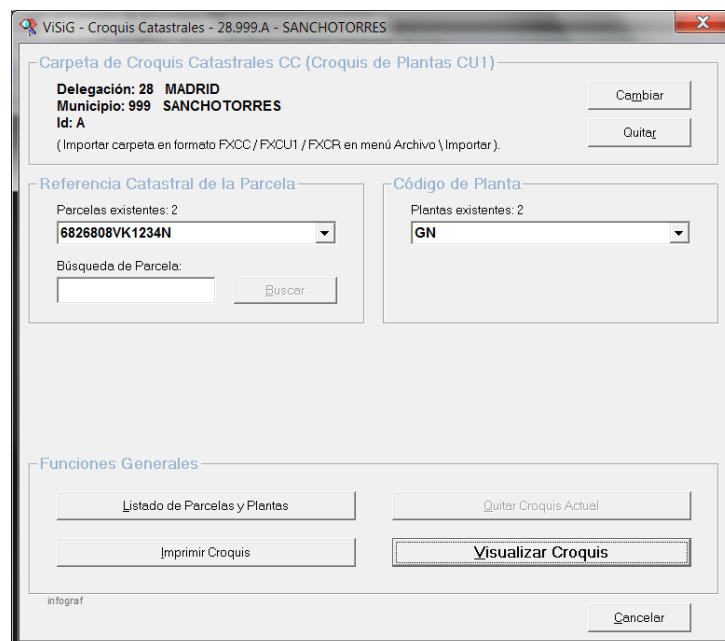 ViSiG - Croquis Catastrales - 28.999.A - SANCHOTORRES
Carpeta de Croquis Catastrales CC (Croquis de Plantas CU1)
Delegación: 28 MADRID
Municipio: 999 SANCHOTORRES
Id: A
( Importar carpeta en formato FXCC / FXCU1 / FXCR en menú Archivo \ Importar ).
Cambiar
Quitar
Referencia Catastral de la Parcela
Parcelas existentes: 2
6826808VK1234N
Búsqueda de Parcela:
Buscar
Código de Planta
Plantas existentes: 2
GN
Funciones Generales
Listado de Parcelas y Plantas
Quitar Croquis Actual
Imprimir Croquis
Visualizar Croquis
infograf
Cancelar